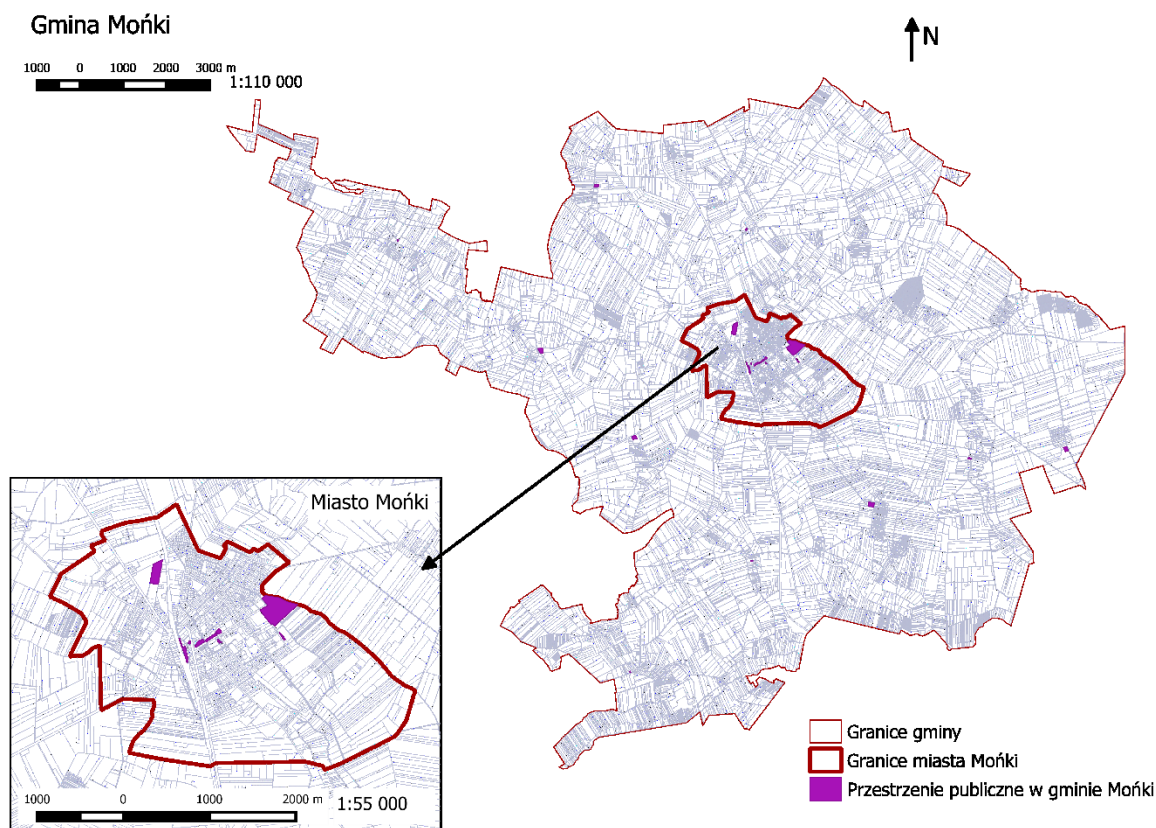 Gmina Mońki
N
1000 0 1000 2000 3000 m
1:110 000
Miasto Mońki
1000 0 1000 2000 m
1:55 000
Granice gminy
Granice miasta Mońki
Przestrzenie publiczne w gminie Mońki